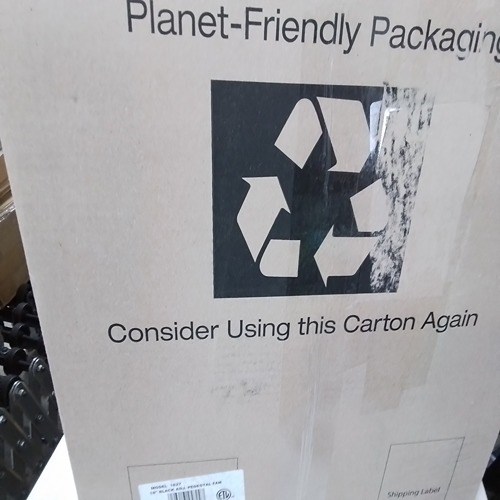 Planet-Friendly Packaging
Consider Using this Carton Again
Shipping Label